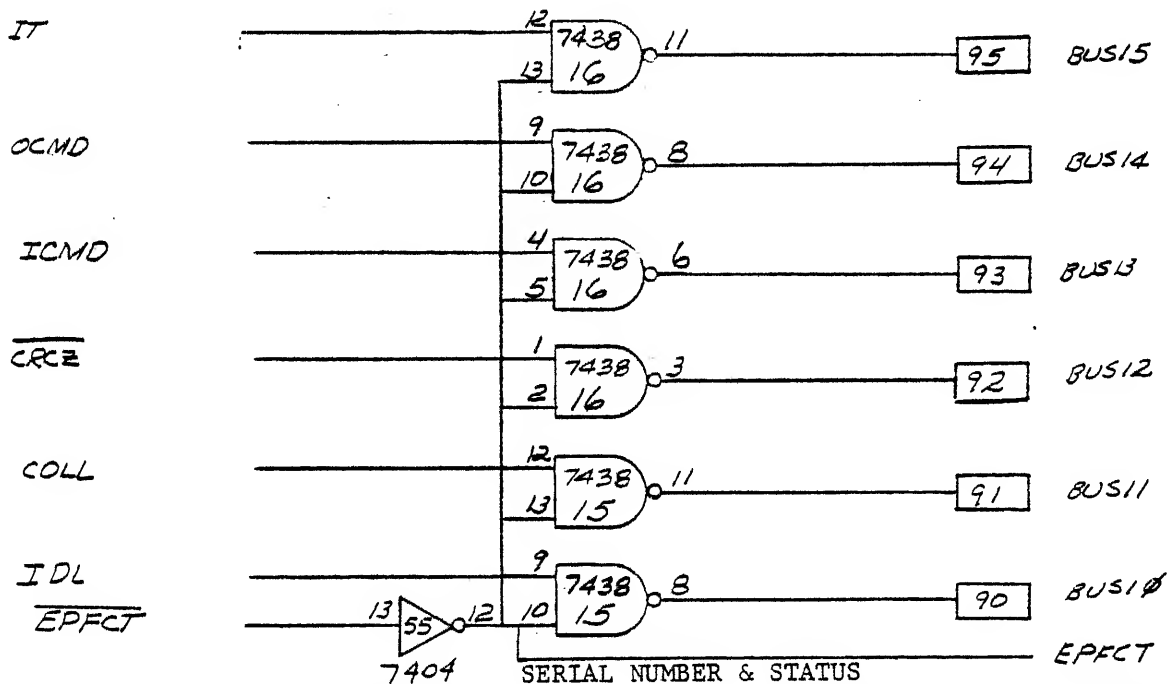 IT 12 7438 16 13 11 95 BUS15
OCMD 9 7438 16 10 8 94 BUS14
ICMD 4 7438 16 5 6 93 BUS13
CRCZ 1 7438 16 2 3 92 BUS12
COLL 12 7438 15 13 11 91 BUS11
IDL 9 7438 15 10 8 90 BUS1Ø
EPFCT 13 55 12 EPFCT
7404 SERIAL NUMBER & STATUS